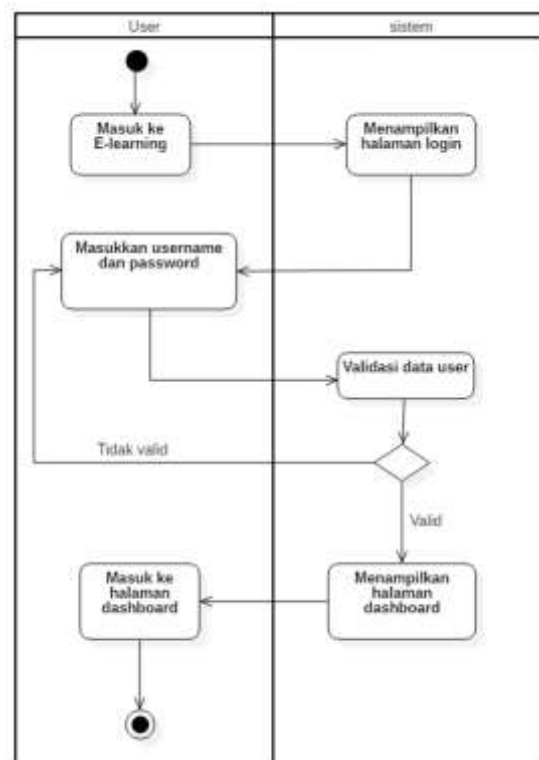 User
sistem
Masuk ke
E-learning
Menampilkan
halaman login
Masukkan username
dan password
Validasi data user
Tidak valid
Valid
Masuk ke
halaman
dashboard
Menampilkan
halaman
dashboard